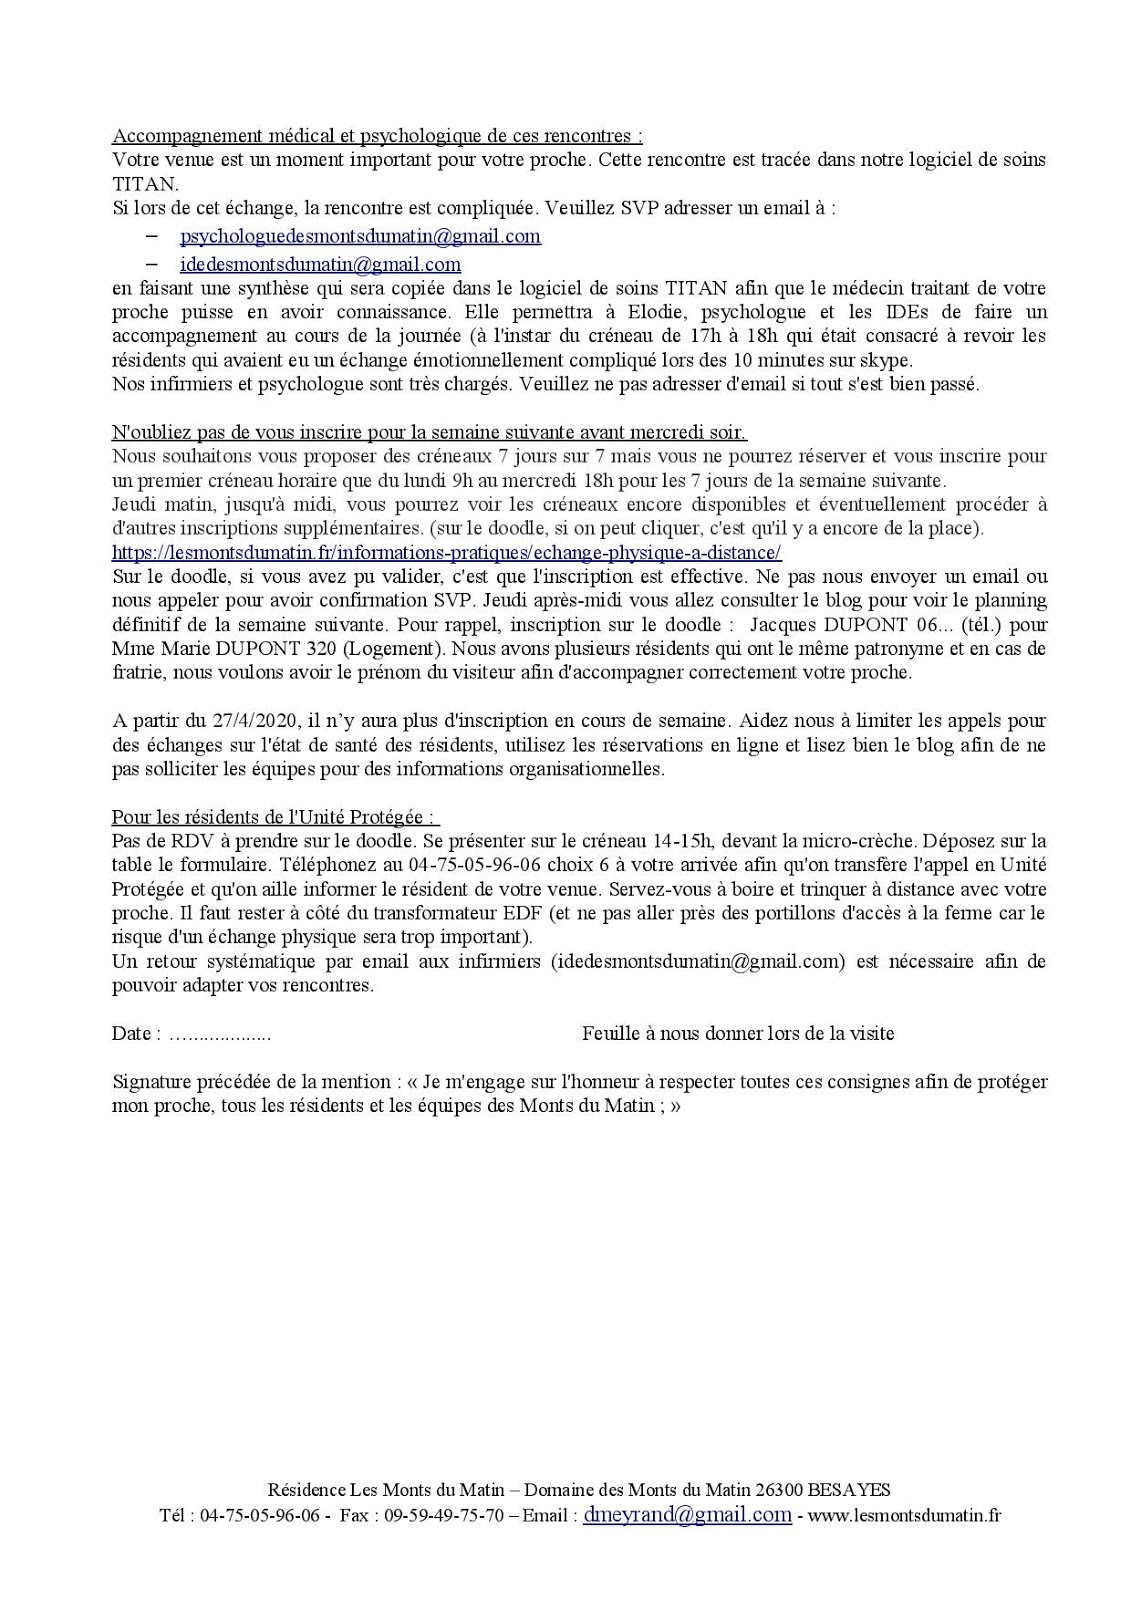 Accompagnement médical et psychologique de ces rencontres :
Votre venue est un moment important pour votre proche. Cette rencontre est tracée dans notre logiciel de soins
TITAN.
Si lors de cet échange, la rencontre est compliquée. Veuillez SVP adresser un email à :
– psychologuedesmontsdumatin@gmail.com
– idedesmontsdumatin@gmail.com
en faisant une synthèse qui sera copiée dans le logiciel de soins TITAN afin que le médecin traitant de votre
proche puisse en avoir connaissance. Elle permettra à Elodie, psychologue et les IDEs de faire un
accompagnement au cours de la journée (à l'instar du créneau de 17h à 18h qui était consacré à revoir les
résidents qui avaient eu un échange émotionnellement compliqué lors des 10 minutes sur skype.
Nos infirmiers et psychologue sont très chargés. Veuillez ne pas adresser d'email si tout s'est bien passé.
N'oubliez pas de vous inscrire pour la semaine suivante avant mercredi soir.
Nous souhaitons vous proposer des créneaux 7 jours sur 7 mais vous ne pourrez réserver et vous inscrire pour
un premier créneau horaire que du lundi 9h au mercredi 18h pour les 7 jours de la semaine suivante.
Jeudi matin, jusqu'à midi, vous pourrez voir les créneaux encore disponibles et éventuellement procéder à
d'autres inscriptions supplémentaires. (sur le doodle, si on peut cliquer, c'est qu'il y a encore de la place).
https://lesmontsdumatin.fr/informations-pratiques/echange-physique-a-distance/
Sur le doodle, si vous avez pu valider, c'est que l'inscription est effective. Ne pas nous envoyer un email ou
nous appeler pour avoir confirmation SVP. Jeudi après-midi vous allez consulter le blog pour voir le planning
définitif de la semaine suivante. Pour rappel, inscription sur le doodle : Jacques DUPONT 06... (tél.) pour
Mme Marie DUPONT 320 (Logement). Nous avons plusieurs résidents qui ont le même patronyme et en cas de
fratrie, nous voulons avoir le prénom du visiteur afin d'accompagner correctement votre proche.
A partir du 27/4/2020, il n’y aura plus d'inscription en cours de semaine. Aidez nous à limiter les appels pour
des échanges sur l'état de santé des résidents, utilisez les réservations en ligne et lisez bien le blog afin de ne
pas solliciter les équipes pour des informations organisationnelles.
Pour les résidents de l'Unité Protégée :
Pas de RDV à prendre sur le doodle. Se présenter sur le créneau 14-15h, devant la micro-crèche. Déposez sur la
table le formulaire. Téléphonez au 04-75-05-96-06 choix 6 à votre arrivée afin qu'on transfère l'appel en Unité
Protégée et qu'on aille informer le résident de votre venue. Servez-vous à boire et trinquer à distance avec votre
proche. Il faut rester à côté du transformateur EDF (et ne pas aller près des portillons d'accès à la ferme car le
risque d'un échange physique sera trop important).
Un retour systématique par email aux infirmiers (idedesmontsdumatin@gmail.com) est nécessaire afin de
pouvoir adapter vos rencontres.
Date : …............... Feuille à nous donner lors de la visite
Signature précédée de la mention : « Je m'engage sur l'honneur à respecter toutes ces consignes afin de protéger
mon proche, tous les résidents et les équipes des Monts du Matin ; »
Résidence Les Monts du Matin – Domaine des Monts du Matin 26300 BESAYES
Tél : 04-75-05-96-06 - Fax : 09-59-49-75-70 – Email : dmeyrand@gmail.com - www.lesmontsdumatin.fr